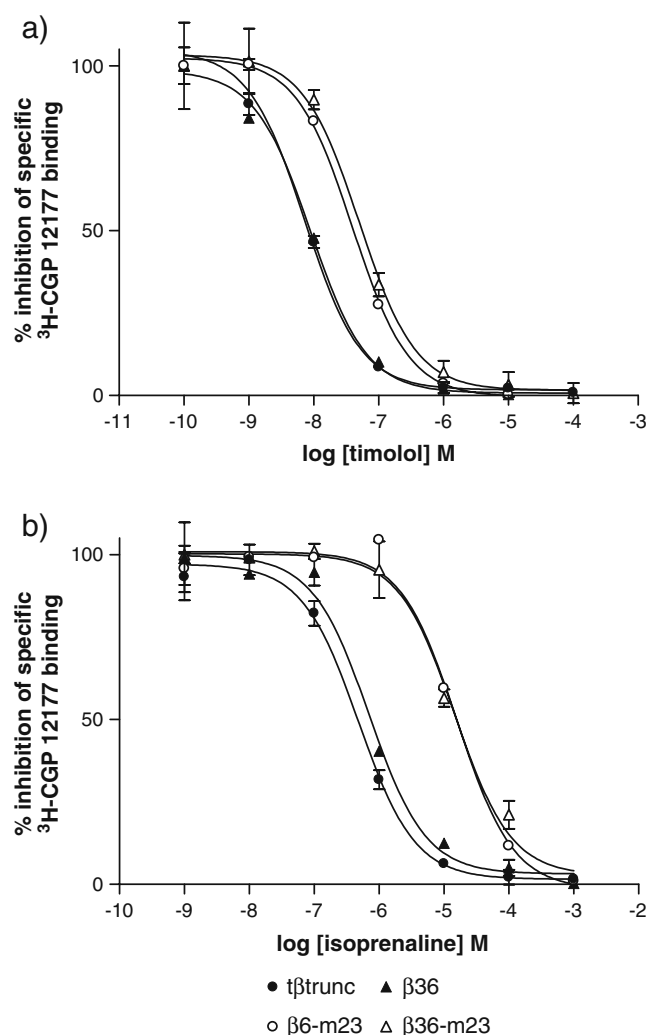 a)
% inhibition of specific
³H-CGP 12177 binding
100
50
0
-11 -10 -9 -8 -7 -6 -5 -4 -3
log [timolol] M
b)
% inhibition of specific
³H-CGP 12177 binding
100
50
0
-10 -9 -8 -7 -6 -5 -4 -3 -2
log [isoprenaline] M
tβtrunc β36
β6-m23 β36-m23